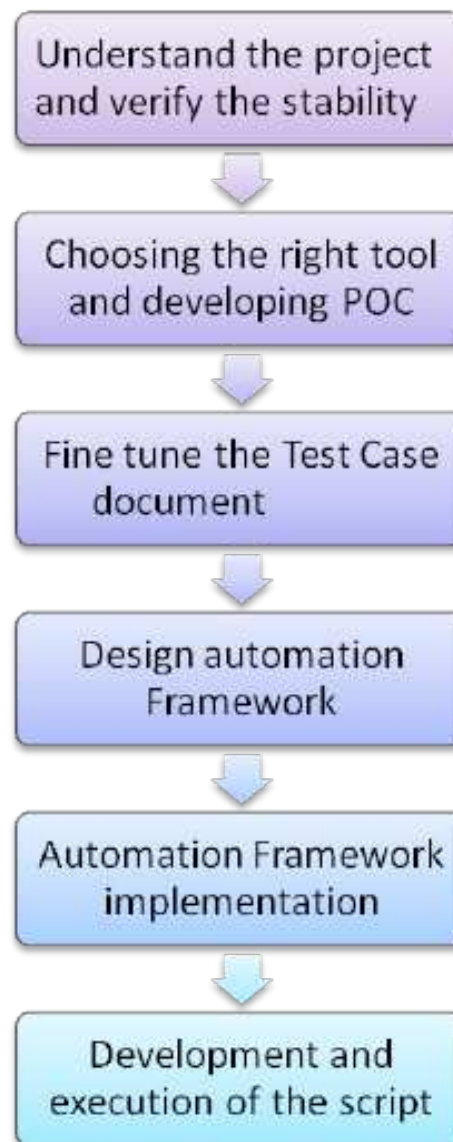 Understand the project
and verify the stability
Choosing the right tool
and developing POC
Fine tune the Test Case
document
Design automation
Framework
Automation Framework
implementation
Development and
execution of the script